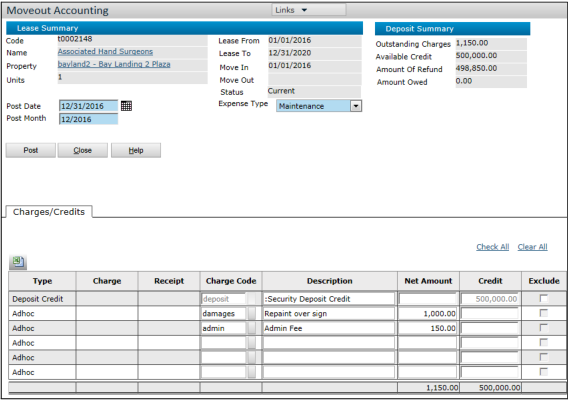 Moveout Accounting
Links
Lease Summary
Code t0002148
Name Associated Hand Surgeons
Property bayland2 - Bay Landing 2 Plaza
Units 1
Post Date 12/31/2016
Post Month 12/2016
Lease From 01/01/2016
Lease To 12/31/2020
Move In 01/01/2016
Move Out
Status Current
Expense Type Maintenance
Deposit Summary
Outstanding Charges 1,150.00
Available Credit 500,000.00
Amount Of Refund 498,850.00
Amount Owed 0.00
Post Close Help
Charges/Credits
Check All Clear All
Type Charge Receipt Charge Code Description Net Amount Credit Exclude
Deposit Credit deposit :Security Deposit Credit 500,000.00
Adhoc damages Repaint over sign 1,000.00
Adhoc admin Admin Fee 150.00
Adhoc
Adhoc
Adhoc
1,150.00 500,000.00